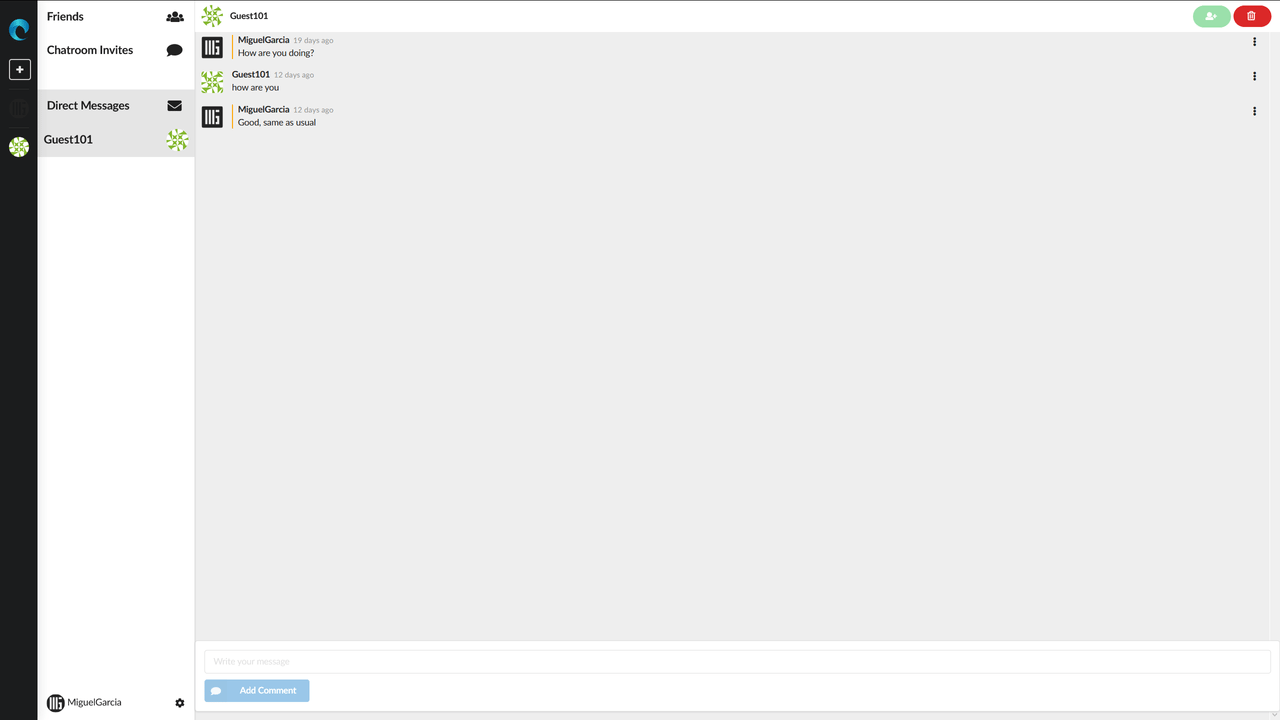 Friends
Chatroom Invites
Direct Messages
Guest101
MiguelGarcia
Guest101
MiguelGarcia 19 days ago
How are you doing?
Guest101 12 days ago
how are you
MiguelGarcia 12 days ago
Good, same as usual
Write your message
Add Comment